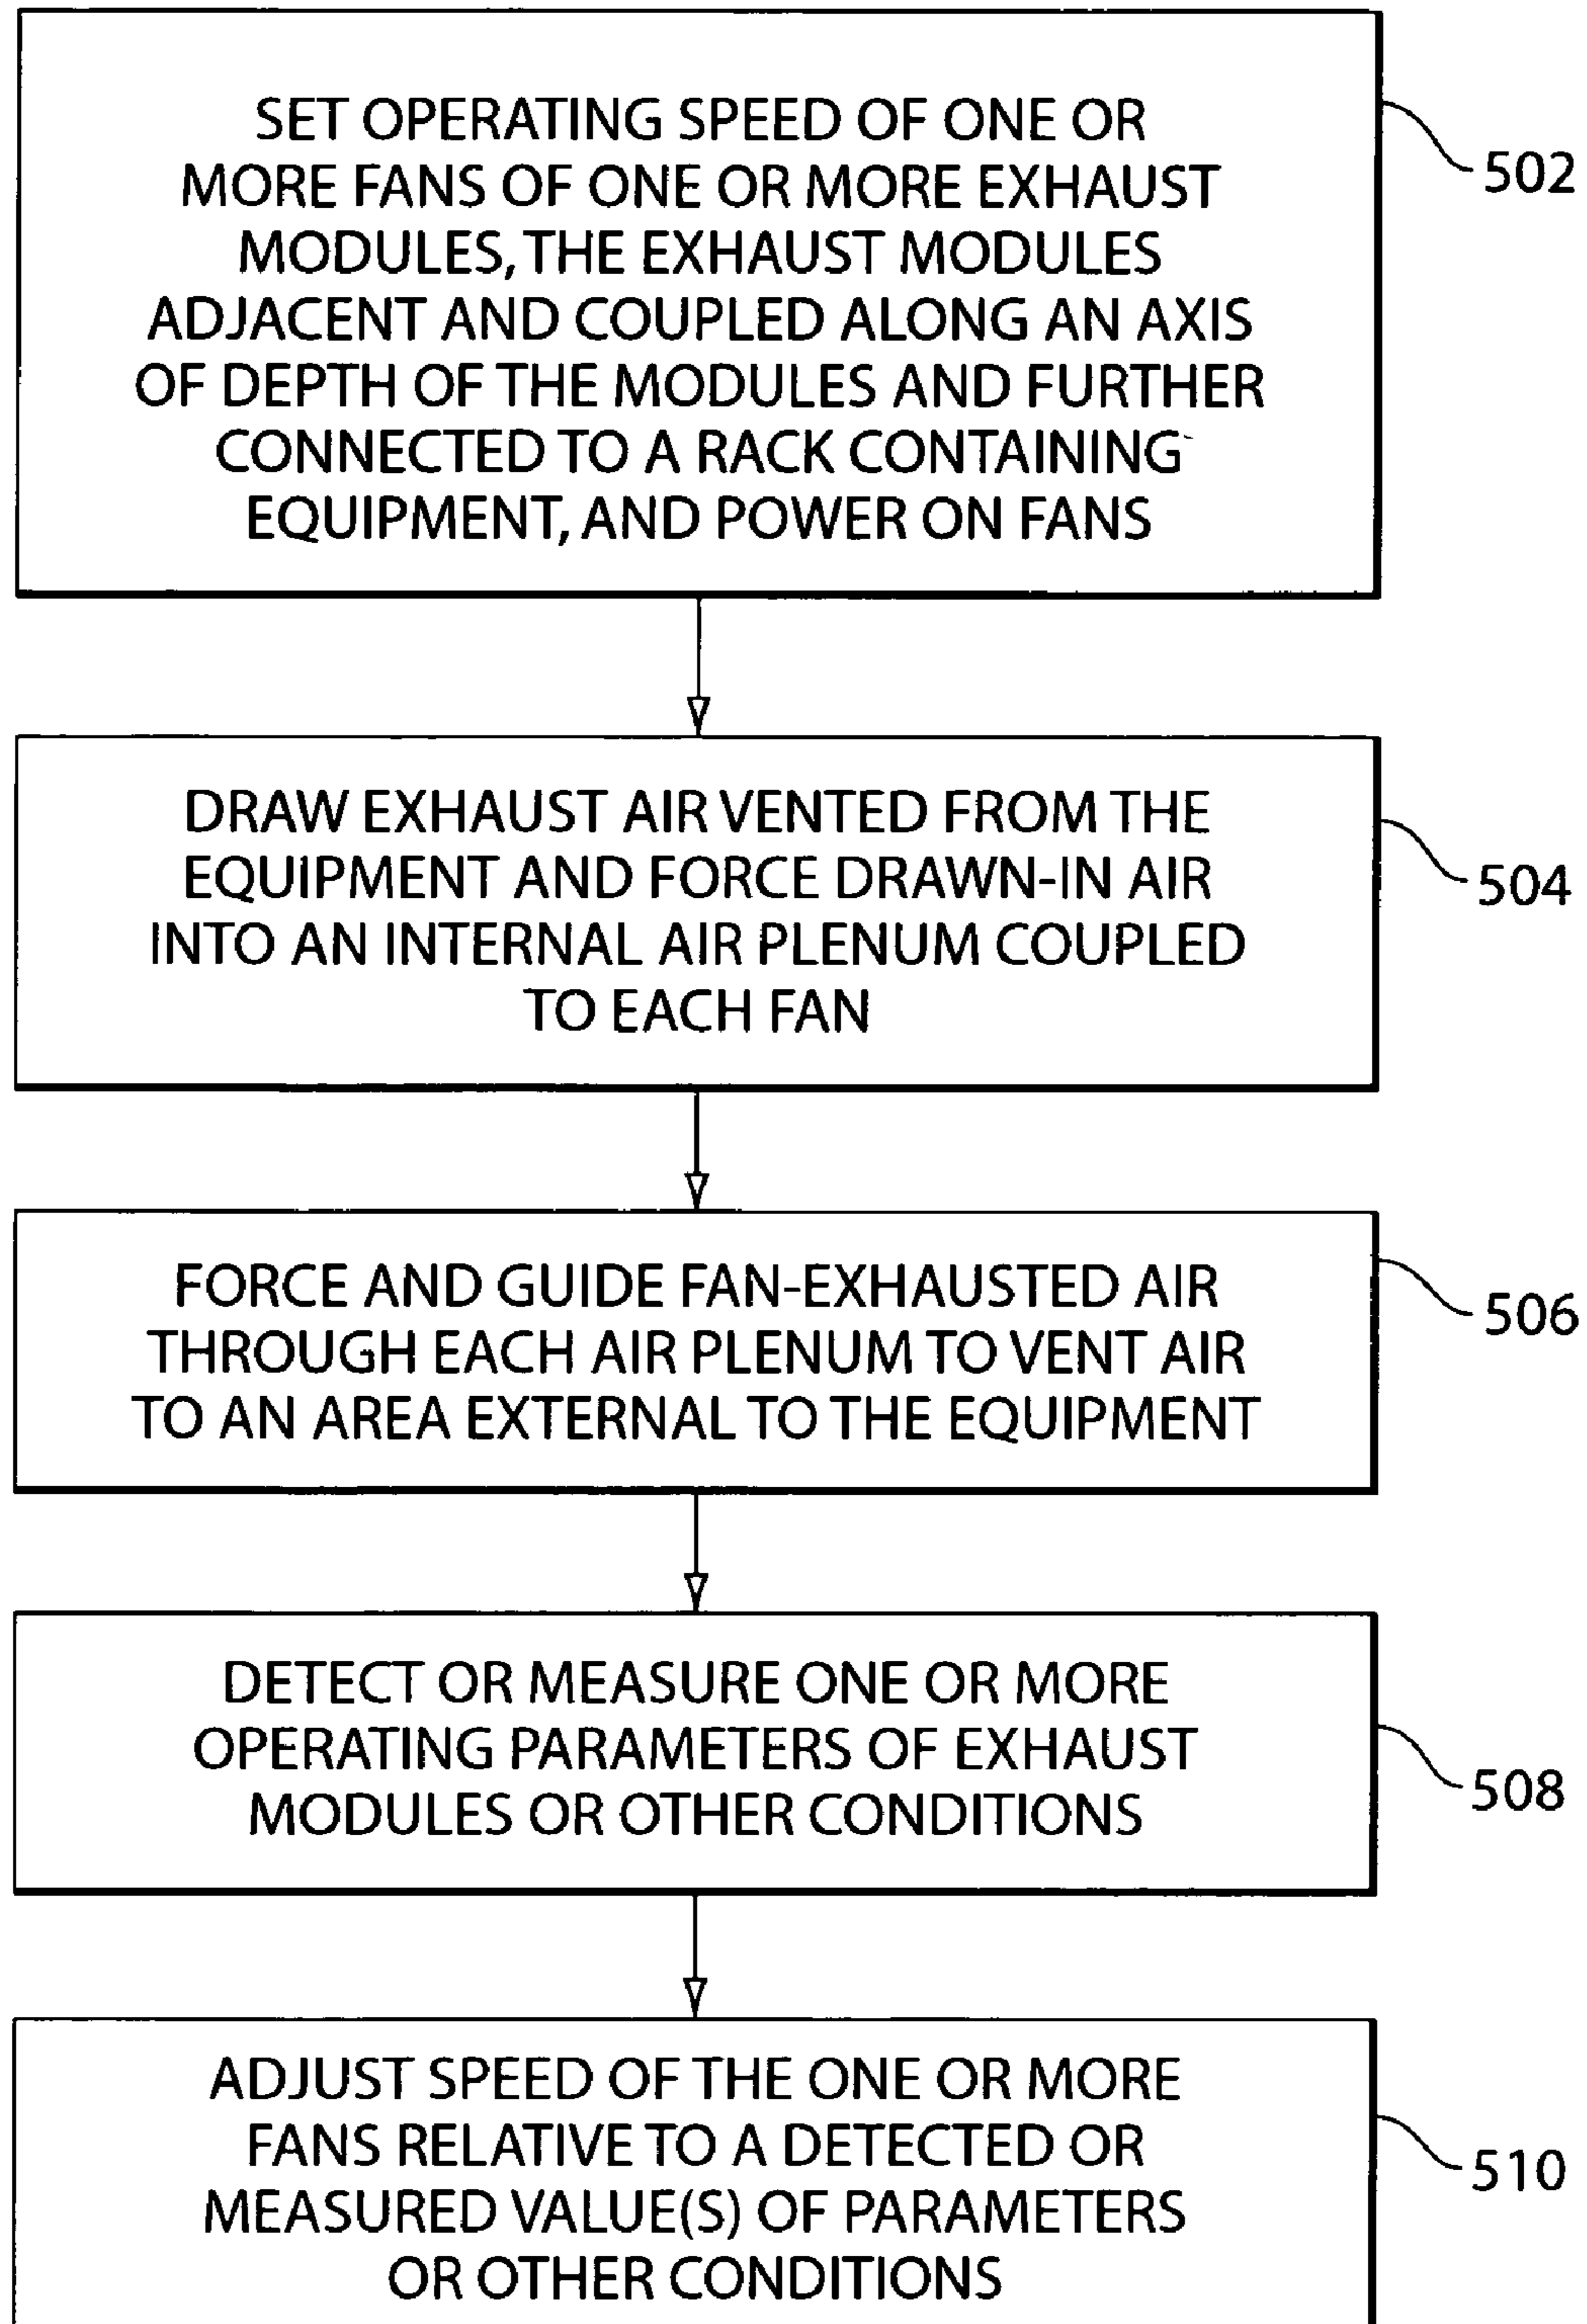 SET OPERATING SPEED OF ONE OR
MORE FANS OF ONE OR MORE EXHAUST
MODULES, THE EXHAUST MODULES
ADJACENT AND COUPLED ALONG AN AXIS
OF DEPTH OF THE MODULES AND FURTHER
CONNECTED TO A RACK CONTAINING
EQUIPMENT, AND POWER ON FANS
502
DRAW EXHAUST AIR VENTED FROM THE
EQUIPMENT AND FORCE DRAWN-IN AIR
INTO AN INTERNAL AIR PLENUM COUPLED
TO EACH FAN
504
FORCE AND GUIDE FAN-EXHAUSTED AIR
THROUGH EACH AIR PLENUM TO VENT AIR
TO AN AREA EXTERNAL TO THE EQUIPMENT
506
DETECT OR MEASURE ONE OR MORE
OPERATING PARAMETERS OF EXHAUST
MODULES OR OTHER CONDITIONS
508
ADJUST SPEED OF THE ONE OR MORE
FANS RELATIVE TO A DETECTED OR
MEASURED VALUE(S) OF PARAMETERS
OR OTHER CONDITIONS
510